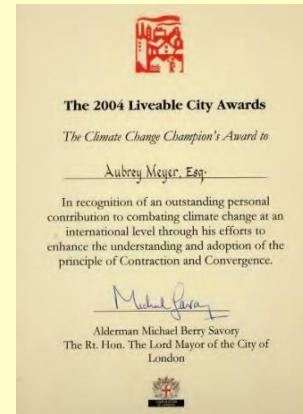 The 2004 Liveable City Awards
The Climate Change Champion's Award to
Aubrey Meyer, Esq.
In recognition of an outstanding personal
contribution to combating climate change at an
international level through his efforts to
enhance the understanding and adoption of the
principle of Contraction and Convergence.
Alderman Michael Berry Savory
The Rt. Hon. The Lord Mayor of the City of
London